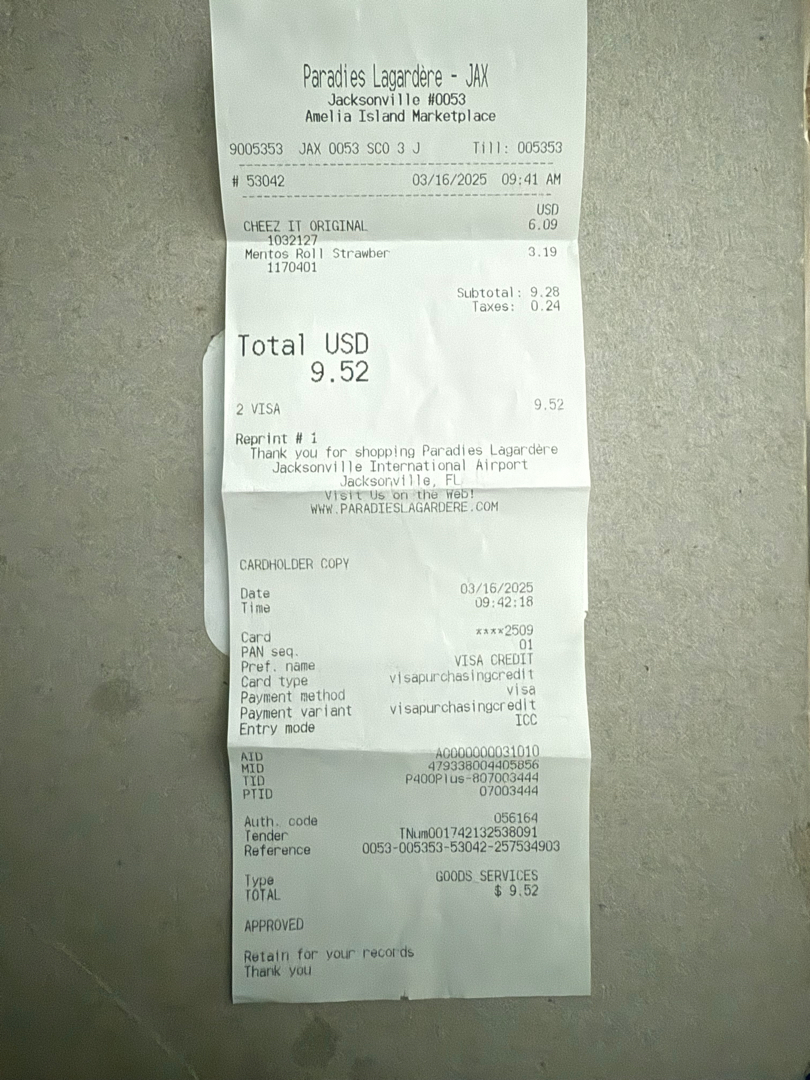 Paradies Lagardère - JAX
Jacksonville #0053
Amelia Island Marketplace
9005353 JAX 0053 SCO 3 J Till: 005353
# 53042 03/16/2025 09:41 AM
USD
CHEEZ IT ORIGINAL 6.09
1032127
Mentos Roll Strawber 3.19
1170401
Subtotal: 9.28
Taxes: 0.24
Total USD
9.52
2 VISA 9.52
Reprint # 1
Thank you for shopping Paradies Lagardère
Jacksonville International Airport
Jacksonville, FL
Visit Us on the Web!
WWW.PARADIESLAGARDERE.COM
CARDHOLDER COPY
Date 03/16/2025
Time 09:42:18
Card ****2509
PAN seq. 01
Pref. name VISA CREDIT
Card type visapurchasingcredit
Payment method visa
Payment variant visapurchasingcredit
Entry mode ICC
AID A0000000031010
MID 479338004405856
TID P400Plus-807003444
PTID 07003444
Auth. code 056164
Tender TNum001742132538091
Reference 0053-005353-53042-257534903
Type GOODS_SERVICES
TOTAL $ 9.52
APPROVED
Retain for your records
Thank you